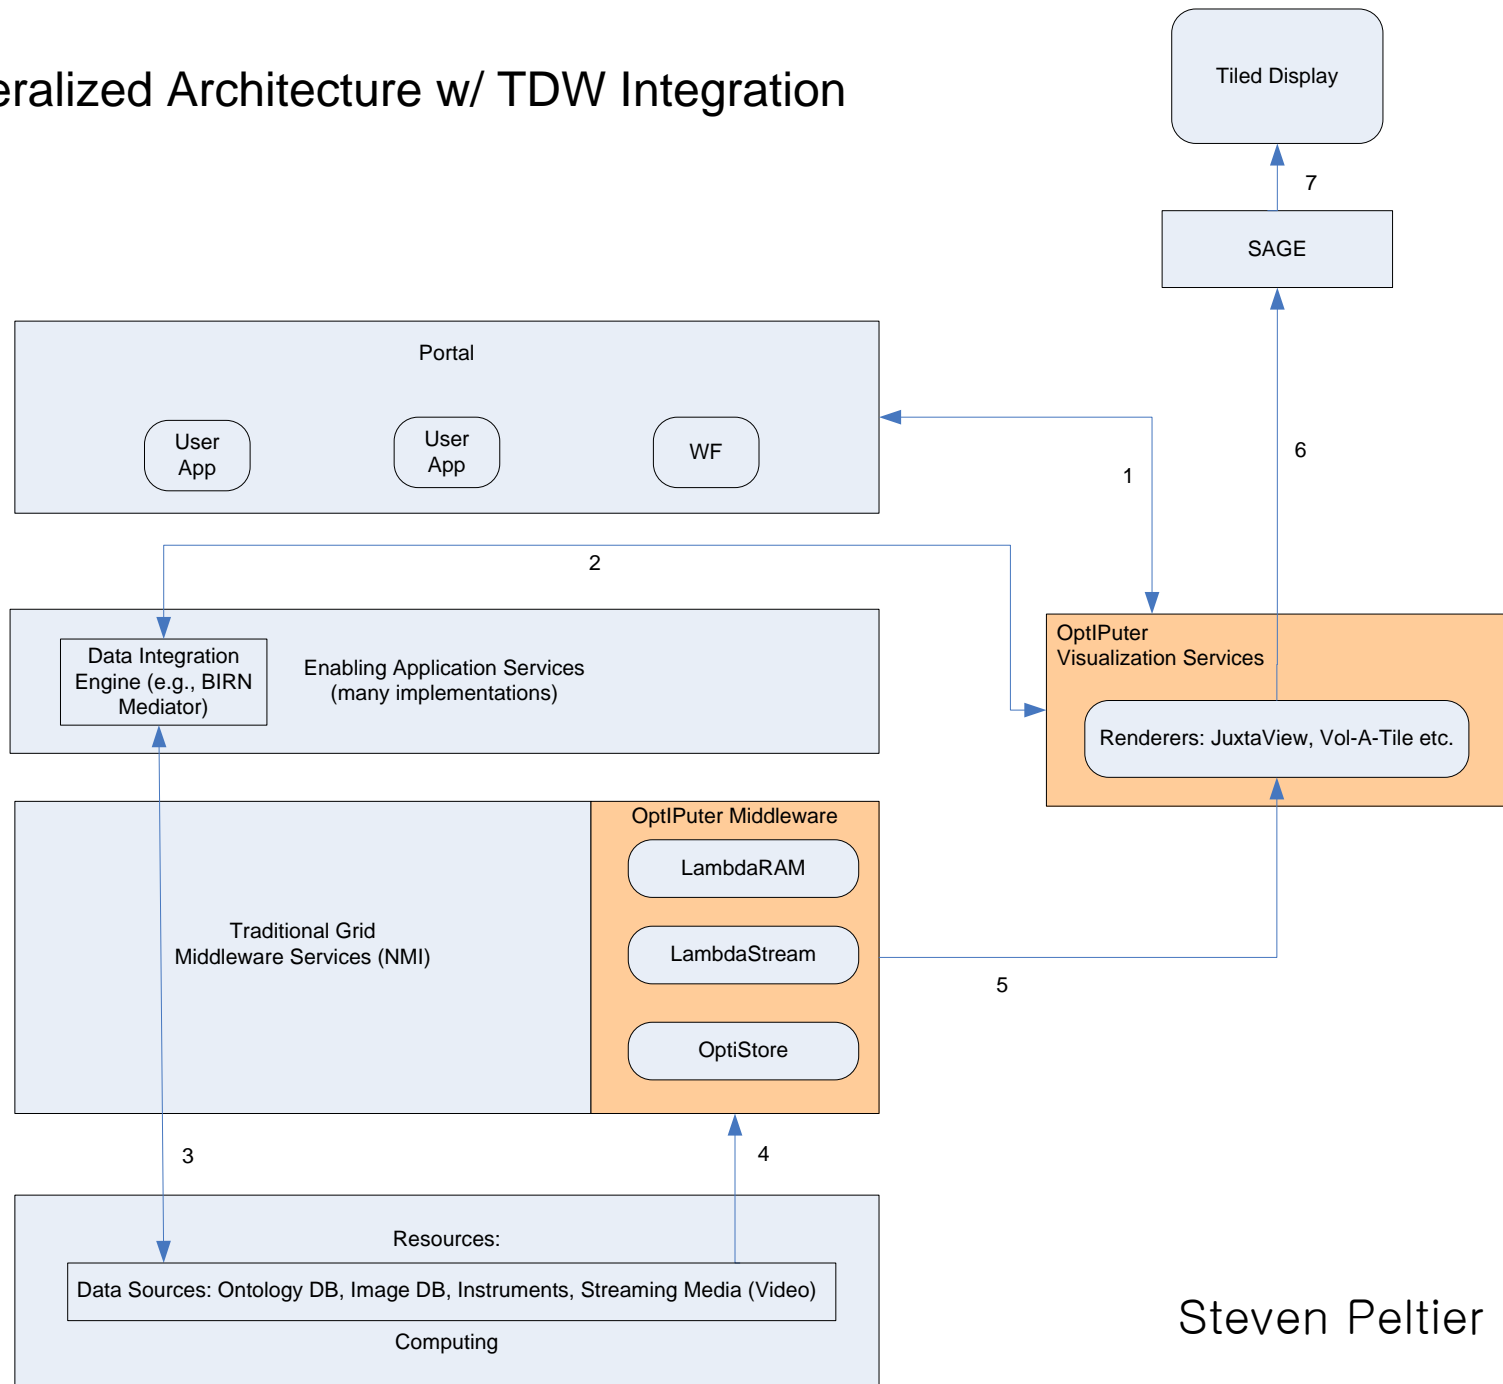 eralized Architecture w/ TDW Integration
Tiled Display
7
SAGE
Portal
User
App
User
App
WF
6
1
2
OptIPuter
Visualization Services
Data Integration
Engine (e.g., BIRN
Mediator)
Enabling Application Services
(many implementations)
Renderers: JuxtaView, Vol-A-Tile etc.
OptIPuter Middleware
LambdaRAM
Traditional Grid
Middleware Services (NMI)
LambdaStream
5
OptiStore
3
4
Resources:
Data Sources: Ontology DB, Image DB, Instruments, Streaming Media (Video)
Computing
Steven Peltier